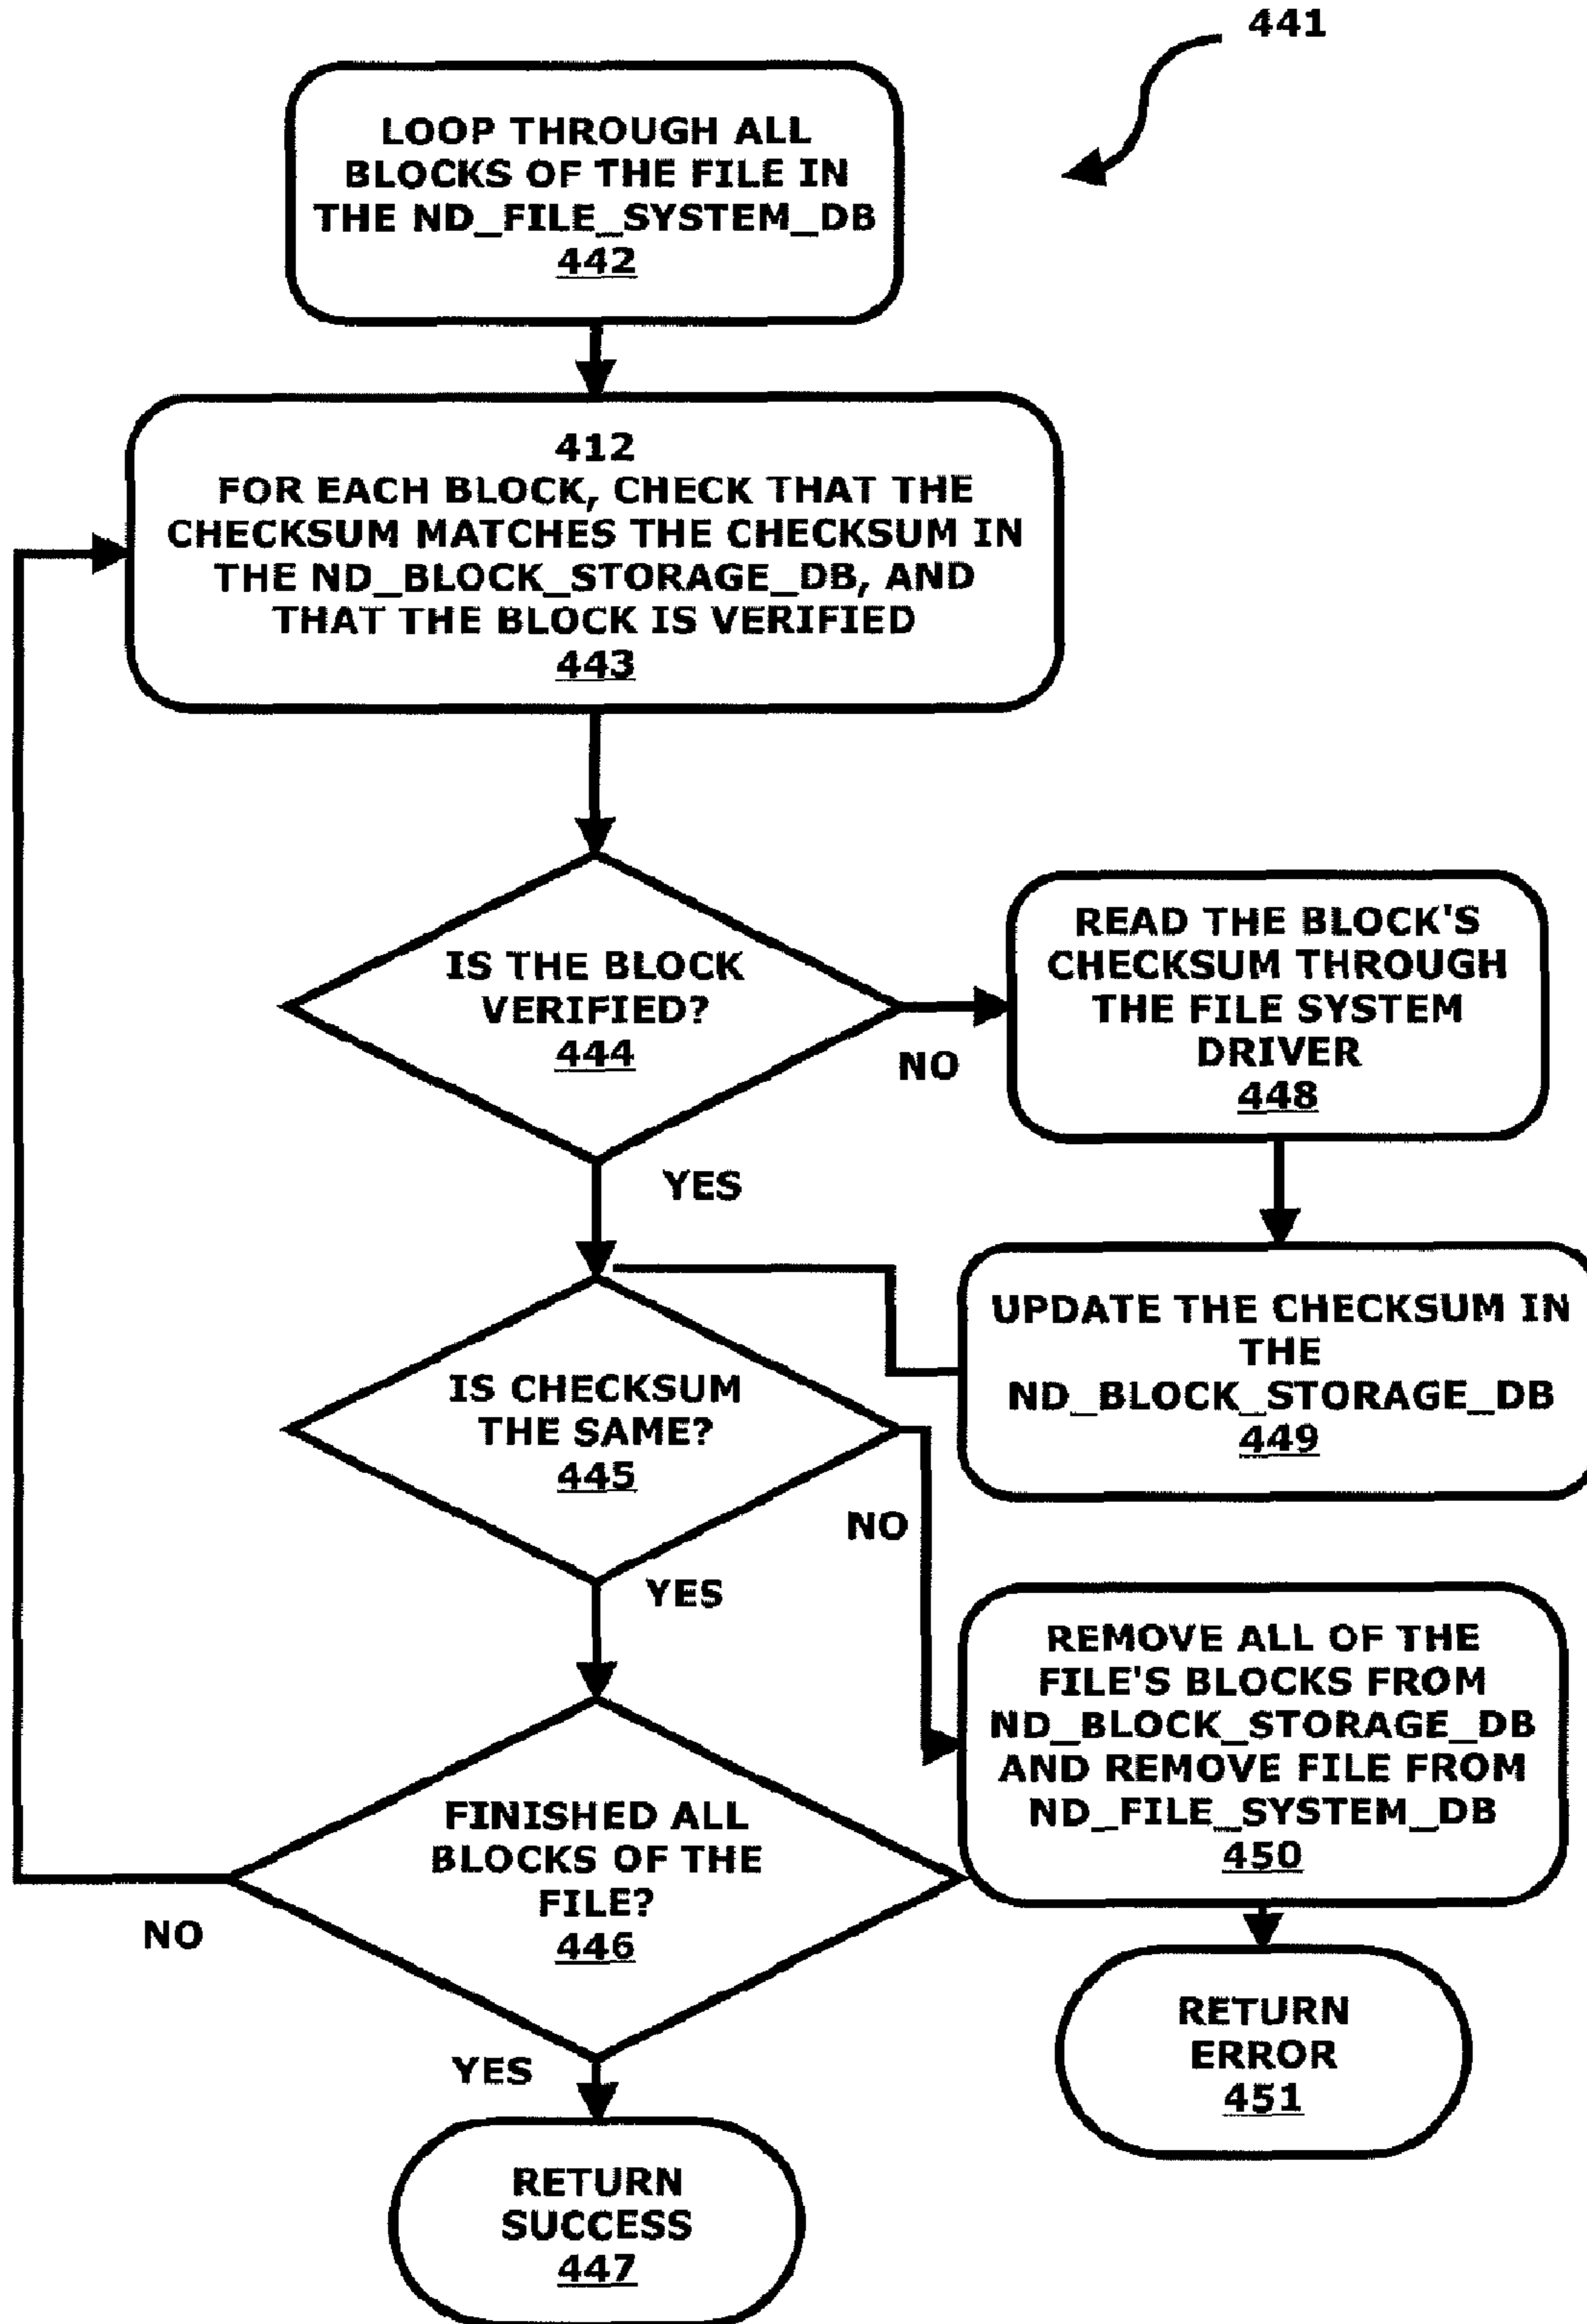 441
LOOP THROUGH ALL
BLOCKS OF THE FILE IN
THE ND_FILE_SYSTEM_DB
442
412
FOR EACH BLOCK, CHECK THAT THE
CHECKSUM MATCHES THE CHECKSUM IN
THE ND_BLOCK_STORAGE_DB, AND
THAT THE BLOCK IS VERIFIED
443
IS THE BLOCK
VERIFIED?
444
NO
YES
READ THE BLOCK'S
CHECKSUM THROUGH
THE FILE SYSTEM
DRIVER
448
UPDATE THE CHECKSUM IN
THE
ND_BLOCK_STORAGE_DB
449
IS CHECKSUM
THE SAME?
445
NO
YES
REMOVE ALL OF THE
FILE'S BLOCKS FROM
ND_BLOCK_STORAGE_DB
AND REMOVE FILE FROM
ND_FILE_SYSTEM_DB
450
FINISHED ALL
BLOCKS OF THE
FILE?
446
NO
YES
RETURN
ERROR
451
RETURN
SUCCESS
447